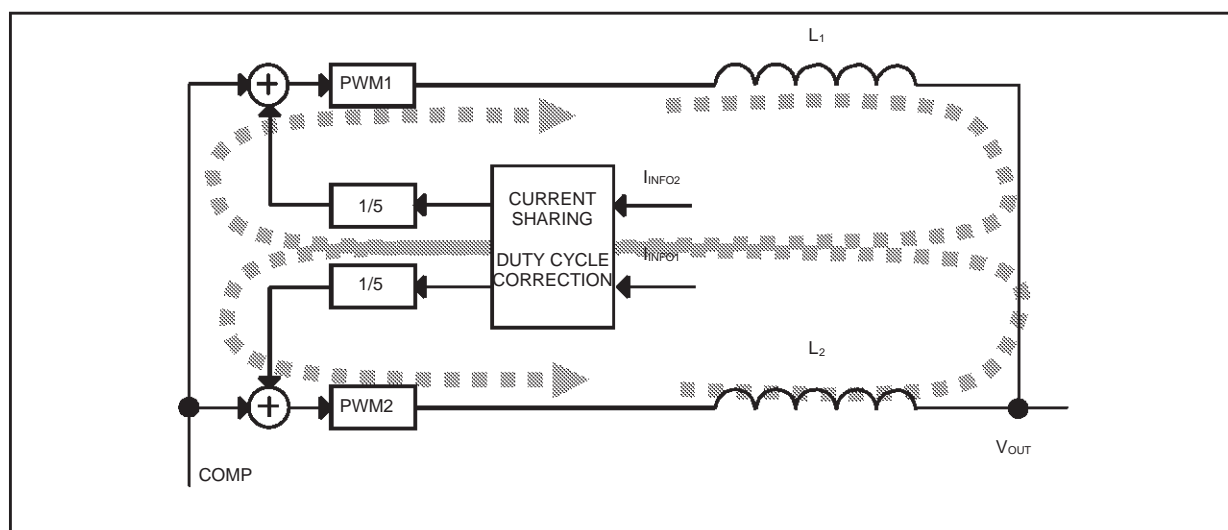 L1
+
PWM1
IINFO2
1/5
CURRENT
SHARING
DUTY CYCLE
CORRECTION
IINFO1
1/5
L2
+
PWM2
VOUT
COMP